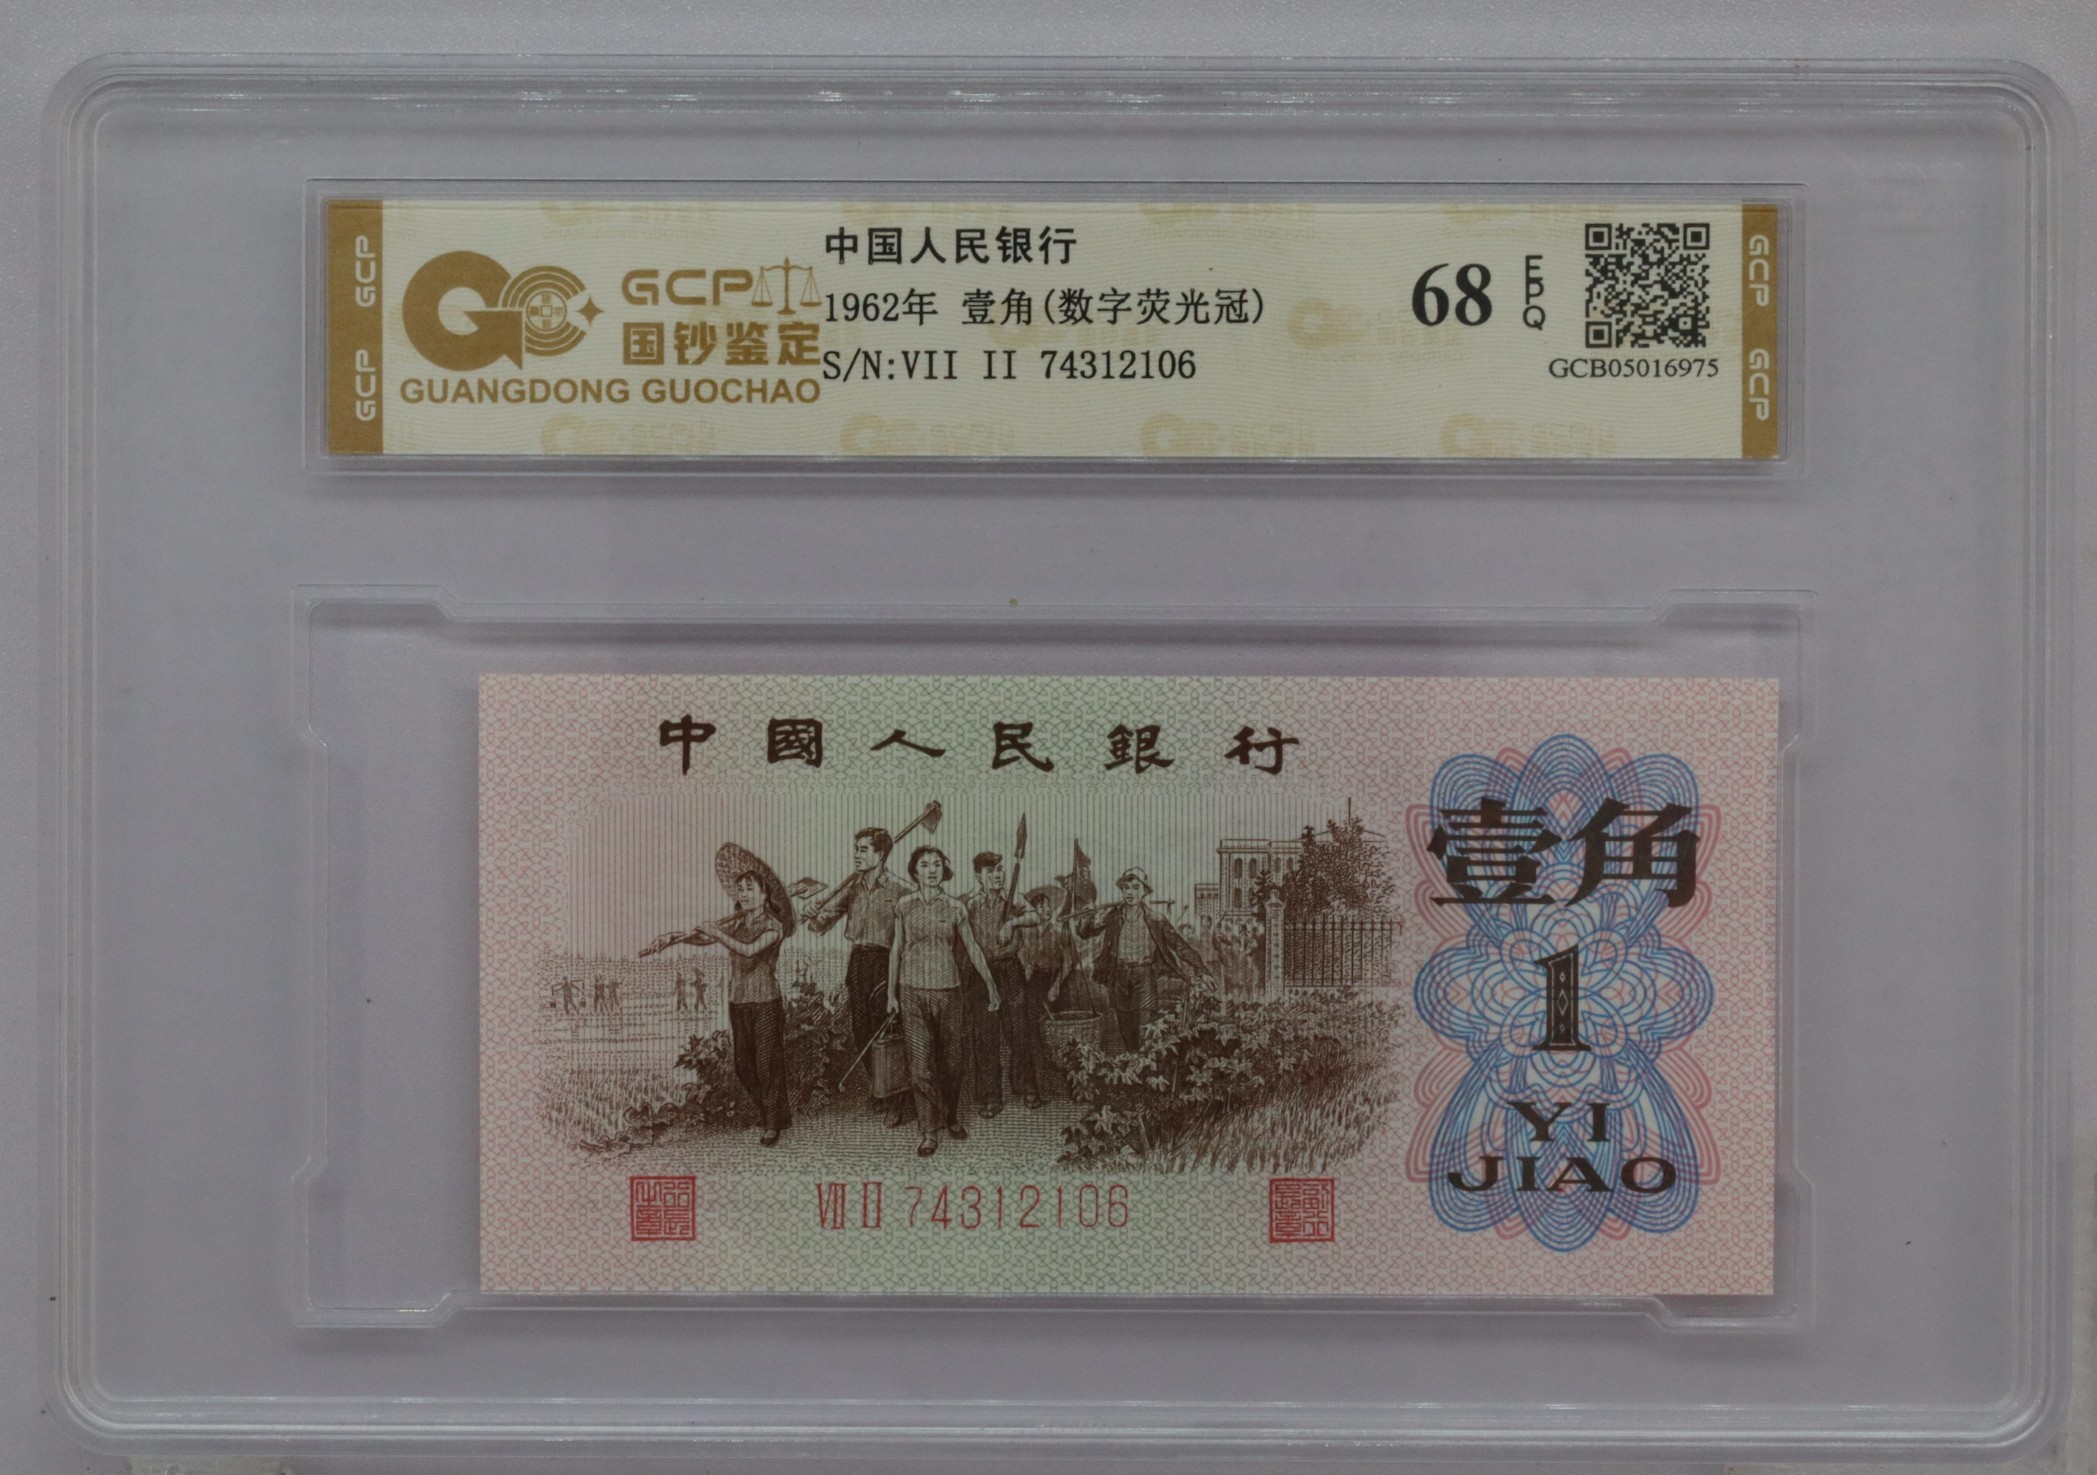 GCP
GCP
GCP
国钞鉴定
GUANGDONG GUOCHAO
中国人民银行
1962年 壹角(数字荧光冠)
S/N:VII II 74312106
68
EPQ
GCB05016975
GCP
GCP
中國人民銀行
壹角
1
YI
JIAO
VII II 74312106